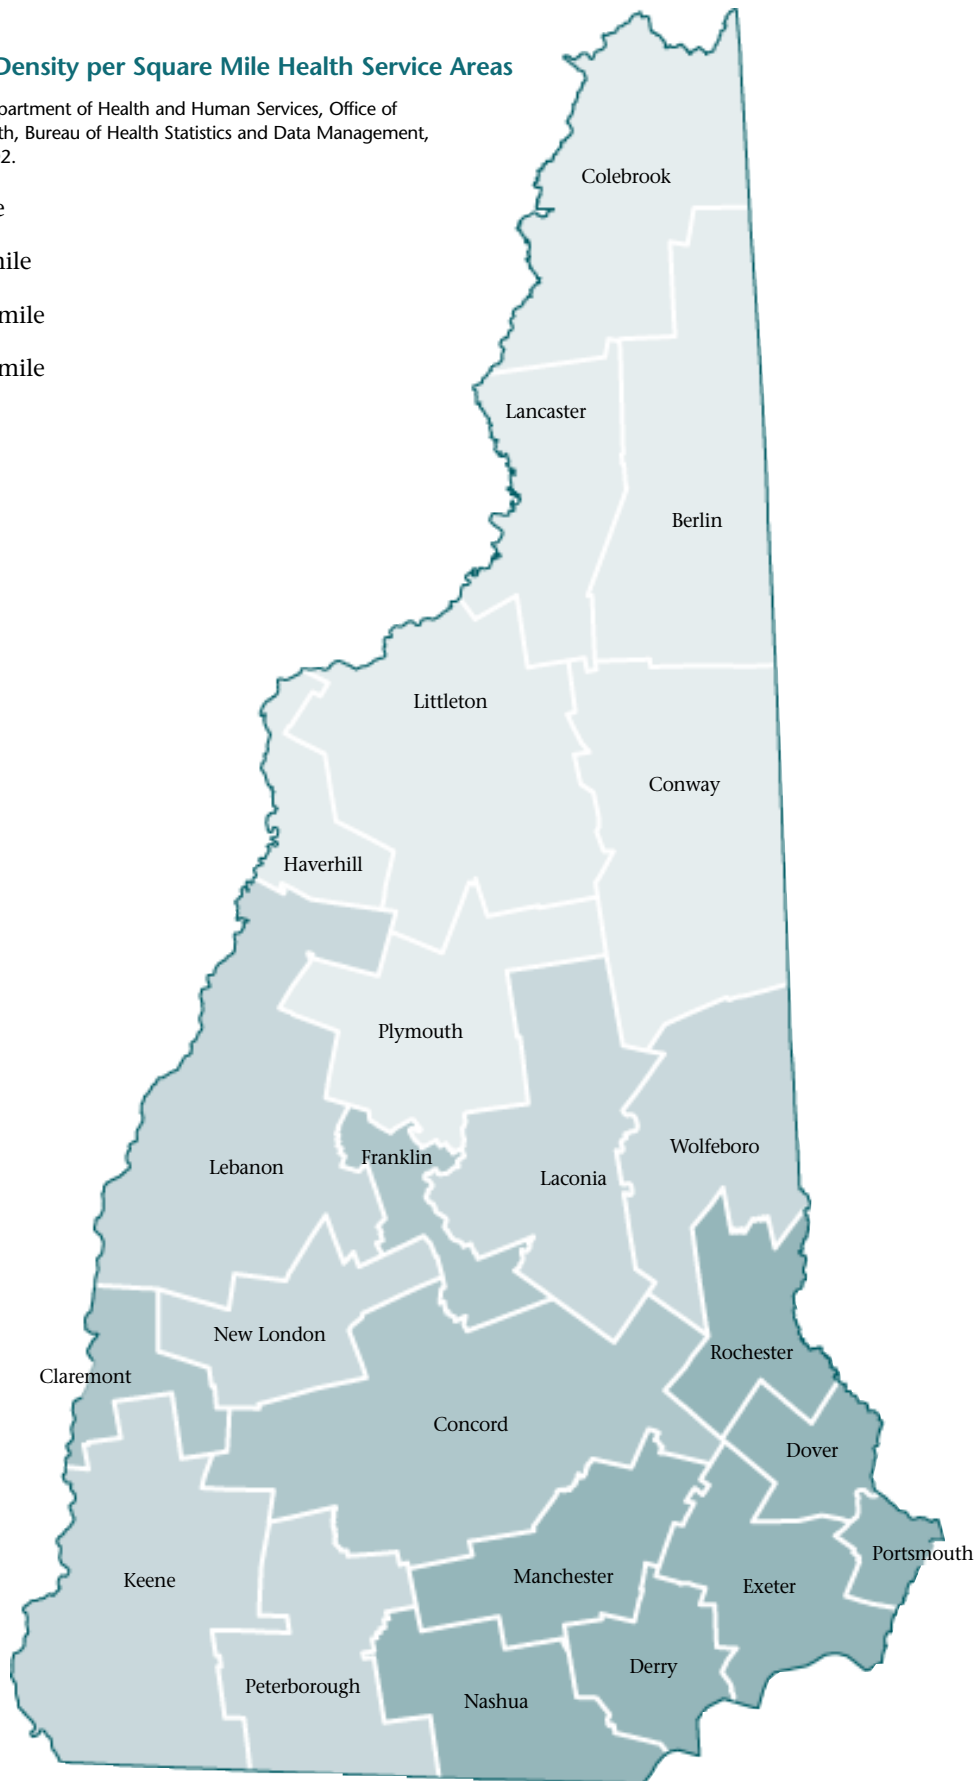 Density per Square Mile Health Service Areas
partment of Health and Human Services, Office of
th, Bureau of Health Statistics and Data Management,
2.
e
ile
mile
mile
Colebrook
Lancaster
Berlin
Littleton
Conway
Haverhill
Plymouth
Wolfeboro
Franklin
Lebanon
Laconia
New London
Rochester
Claremont
Concord
Dover
Portsmouth
Manchester
Keene
Exeter
Derry
Peterborough
Nashua